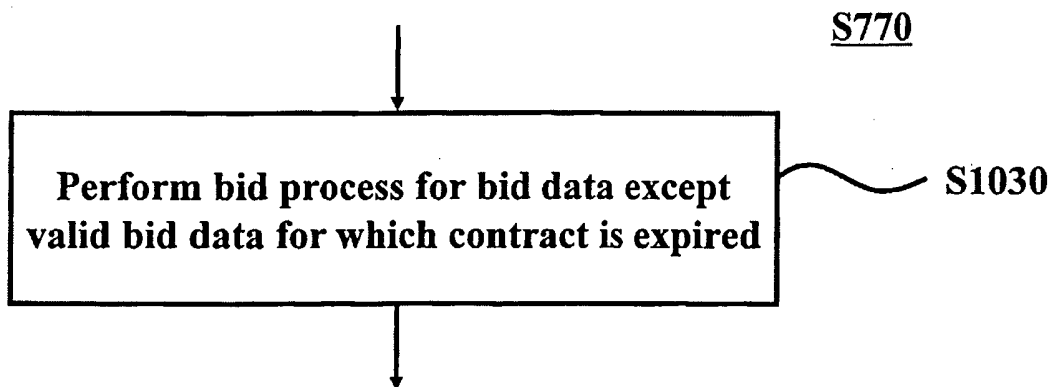 S770
Perform bid process for bid data except
valid bid data for which contract is expired
S1030